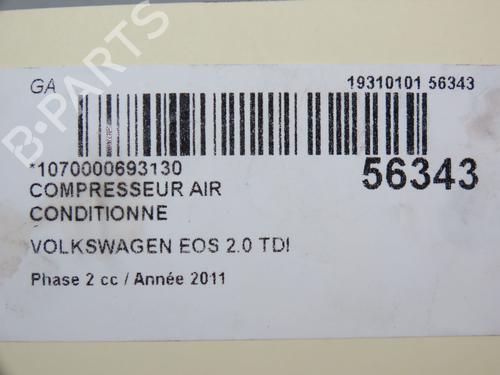 GA
19310101 56343
*1070000693130
56343
COMPRESSEUR AIR
CONDITIONNE
VOLKSWAGEN EOS 2.0 TDI
Phase 2 cc / Année 2011
B-PARTS